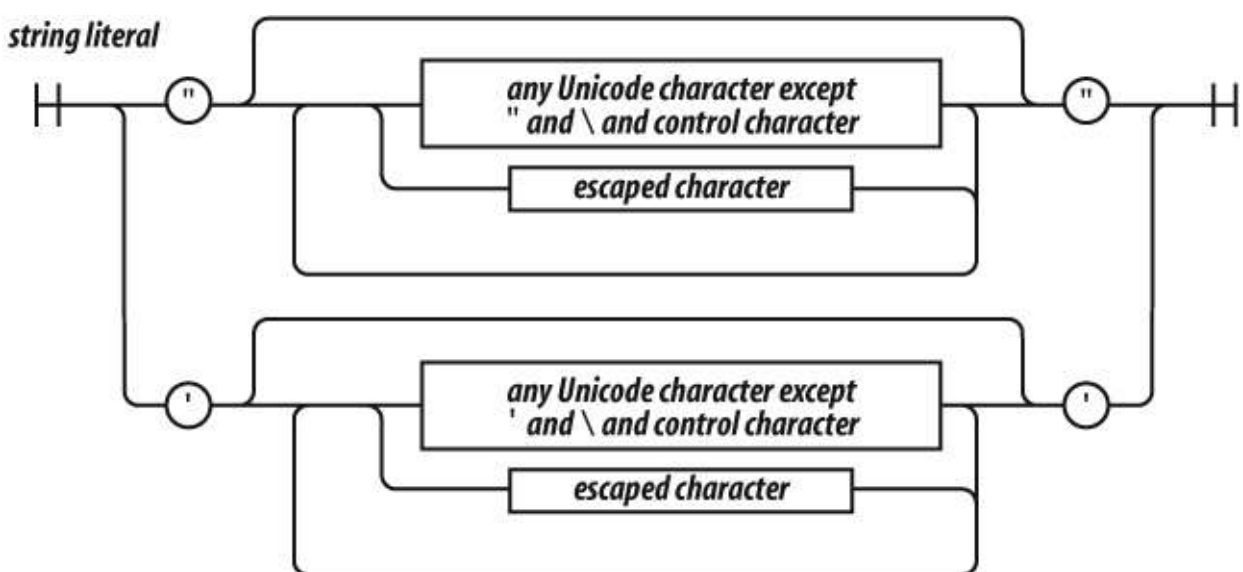 string literal
"
any Unicode character except
" and \ and control character
"
escaped character
'
any Unicode character except
' and \ and control character
'
escaped character